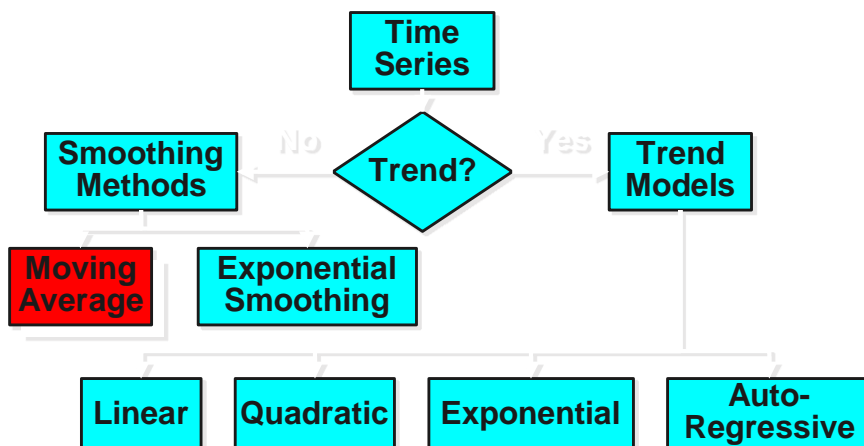 Time
Series
No
Yes
Smoothing
Methods
Trend?
Trend
Models
Moving
Average
Exponential
Smoothing
Linear
Quadratic
Exponential
Auto-
Regressive